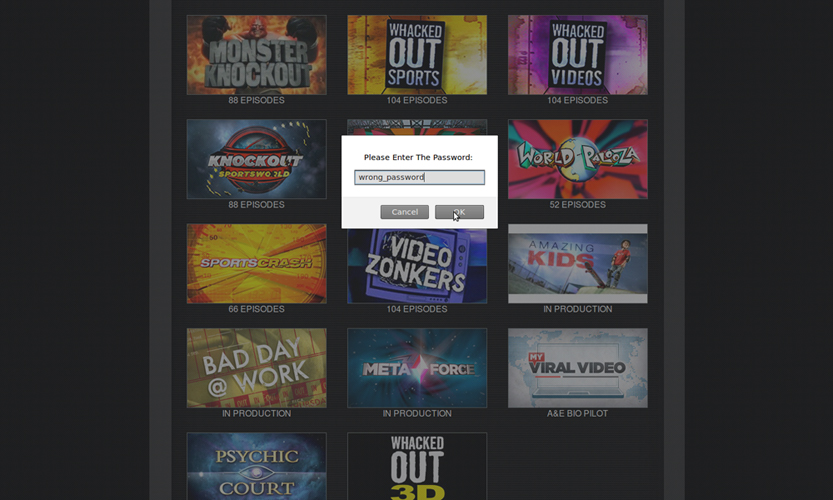 MONSTER
KNOCKOUT
88 EPISODES
WHACKED
OUT
SPORTS
104 EPISODES
WHACKED
OUT
VIDEOS
104 EPISODES
KNOCKOUT
SPORTSWORLD
88 EPISODES
WORLD PALOOZA
52 EPISODES
Please Enter The Password:
wrong_password
Cancel
OK
60
SPORTSCRASH
66 EPISODES
VIDEO
ZONKERS
104 EPISODES
AMAZING
KIDS
IN PRODUCTION
BAD DAY
@ WORK
IN PRODUCTION
META FORCE
IN PRODUCTION
MY
VIRAL VIDEO
A&E BIO PILOT
PSYCHIC
COURT
WHACKED
OUT
3D